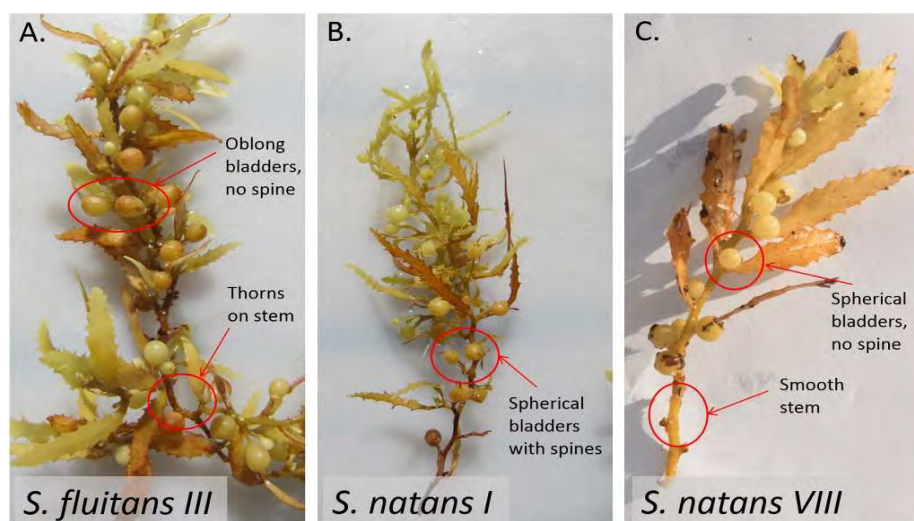 A.
Oblong
bladders,
no spine
Thorns
on stem
S. fluitans III
B.
Spherical
bladders
with spines
S. natans I
C.
Spherical
bladders,
no spine
Smooth
stem
S. natans VIII